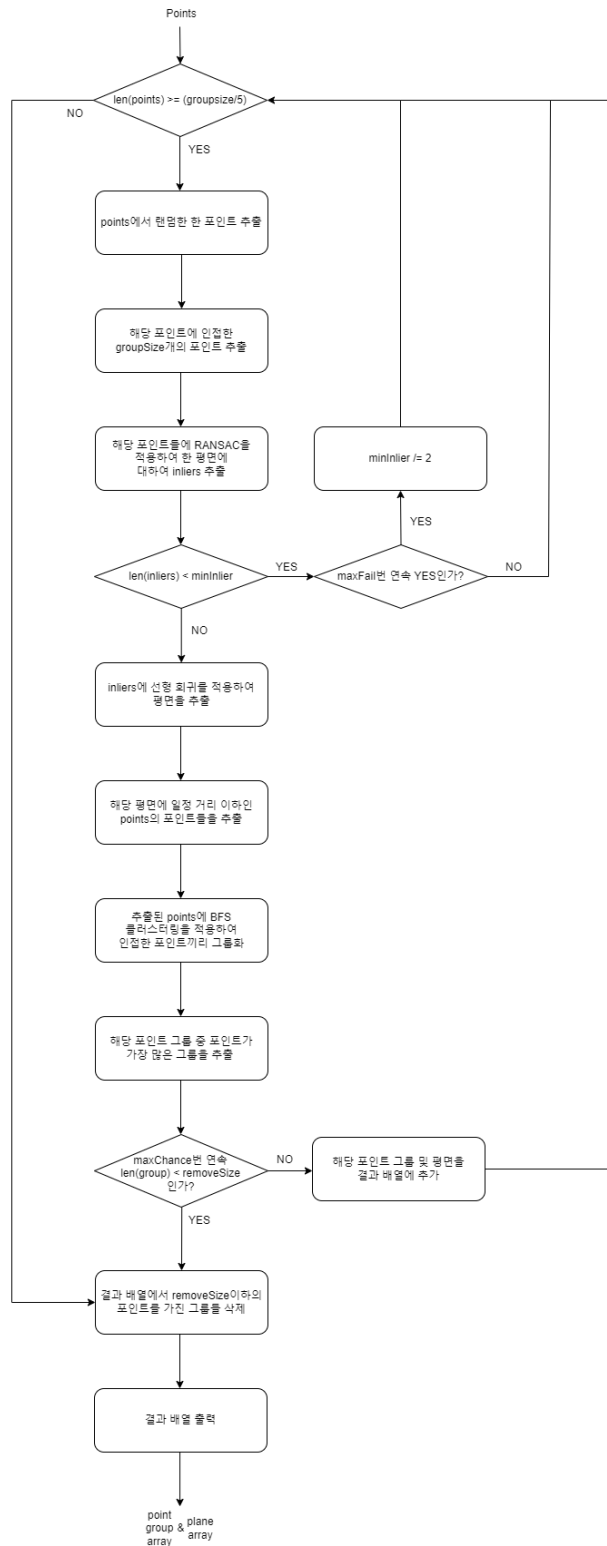 Points
len(points) >= (groupsize/5)
NO
YES
points에서 랜덤한 한 포인트 추출
해당 포인트에 인접한
groupSize개의 포인트 추출
해당 포인트들에 RANSAC을
적용하여 한 평면에
대하여 inliers 추출
minInlier /= 2
YES
len(inliers) < minInlier
YES
maxFail번 연속 YES인가?
NO
NO
inliers에 선형 회귀를 적용하여
평면을 추출
해당 평면에 일정 거리 이하인
points의 포인트들을 추출
추출된 points에 BFS
클러스터링을 적용하여
인접한 포인트끼리 그룹화
해당 포인트 그룹 중 포인트가
가장 많은 그룹을 추출
maxChance번 연속
len(group) < removeSize
인가?
NO
해당 포인트 그룹 및 평면을
결과 배열에 추가
YES
결과 배열에서 removeSize이하의
포인트를 가진 그룹들 삭제
결과 배열 출력
point
group
array
&
plane
array